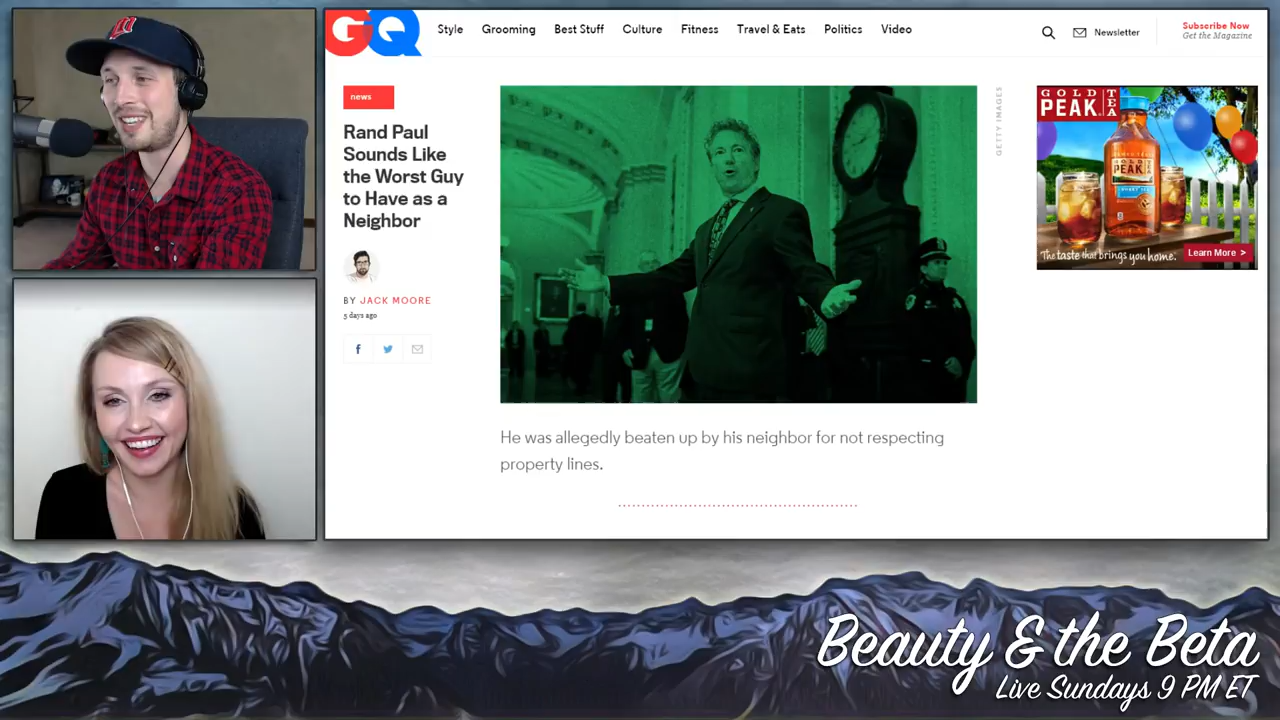 GQ
Style
Grooming
Best Stuff
Culture
Fitness
Travel & Eats
Politics
Video
Newsletter
Subscribe Now
Get the Magazine
news
Rand Paul
Sounds Like
the Worst Guy
to Have as a
Neighbor
BY JACK MOORE
5 days ago
GETTY IMAGES
He was allegedly beaten up by his neighbor for not respecting
property lines.
GOLD
PEAK
TEA
GOLD
PEAK
The taste that brings you home.
Learn More >
Beauty & the Beta
Live Sundays 9 PM ET